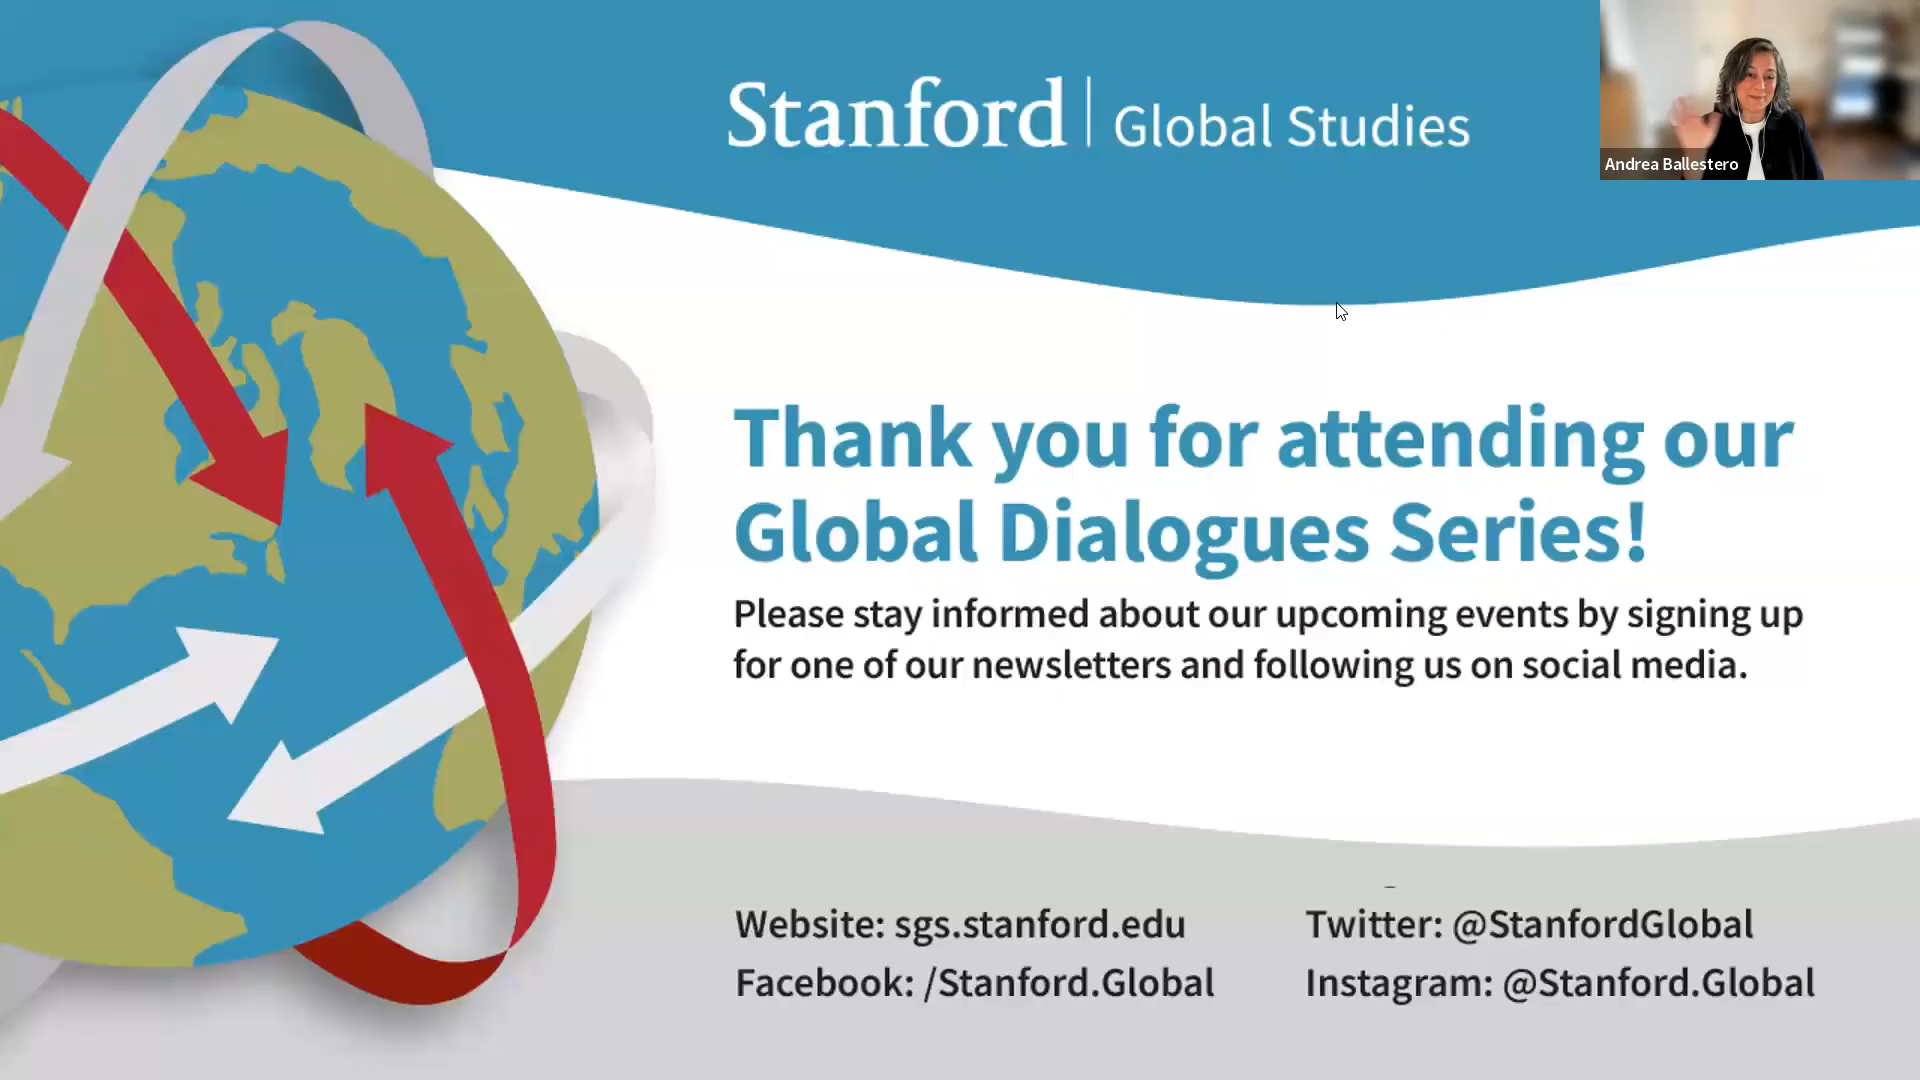 Stanford | Global Studies
Andrea Ballestero
Thank you for attending our
Global Dialogues Series!
Please stay informed about our upcoming events by signing up
for one of our newsletters and following us on social media.
Website: sgs.stanford.edu
Twitter: @StanfordGlobal
Facebook: /Stanford.Global
Instagram: @Stanford.Global